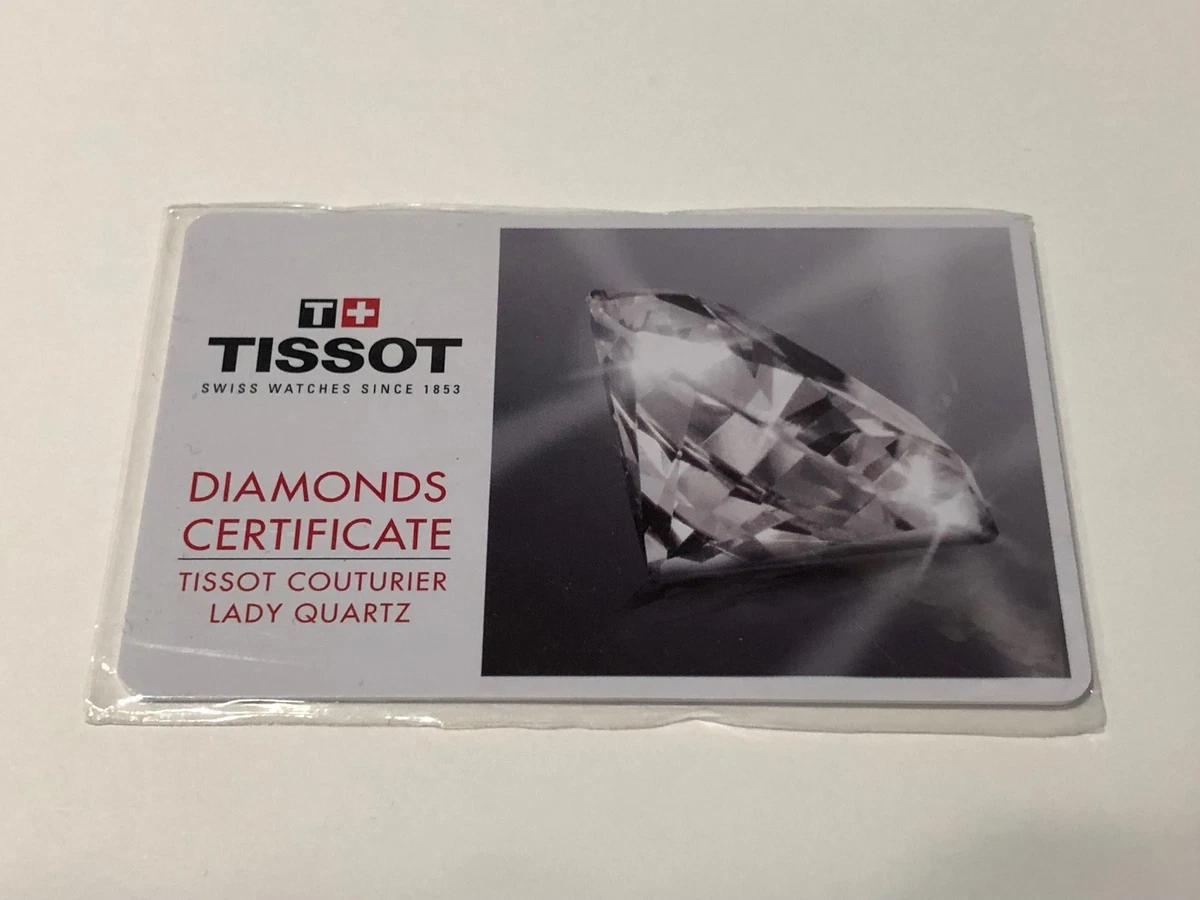 T+
TISSOT
SWISS WATCHES SINCE 1853
DIAMONDS
CERTIFICATE
TISSOT COUTURIER
LADY QUARTZ